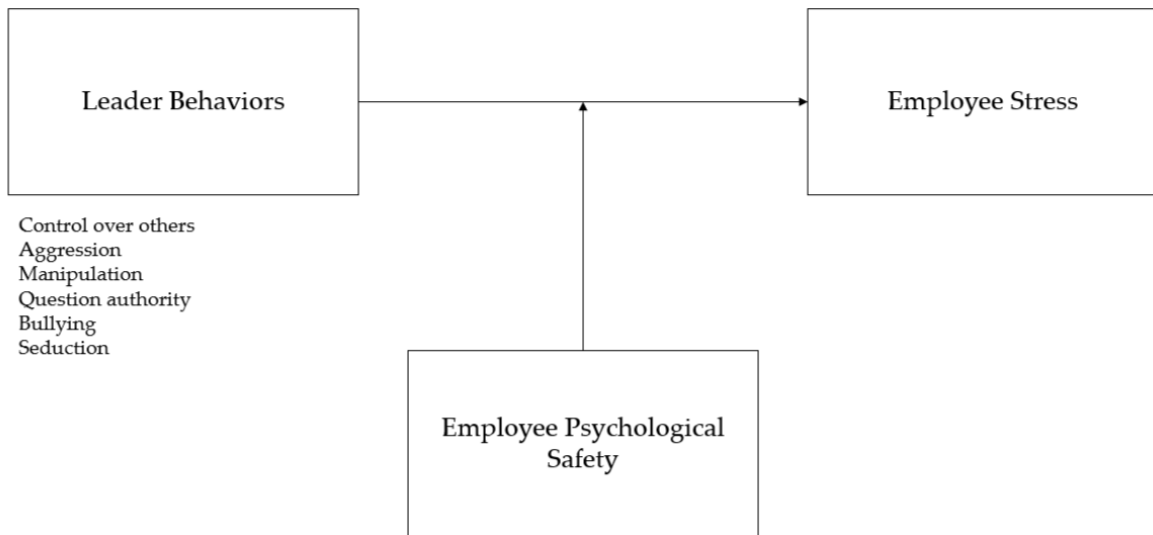 Leader Behaviors
Employee Stress
Control over others
Aggression
Manipulation
Question authority
Bullying
Seduction
Employee Psychological
Safety